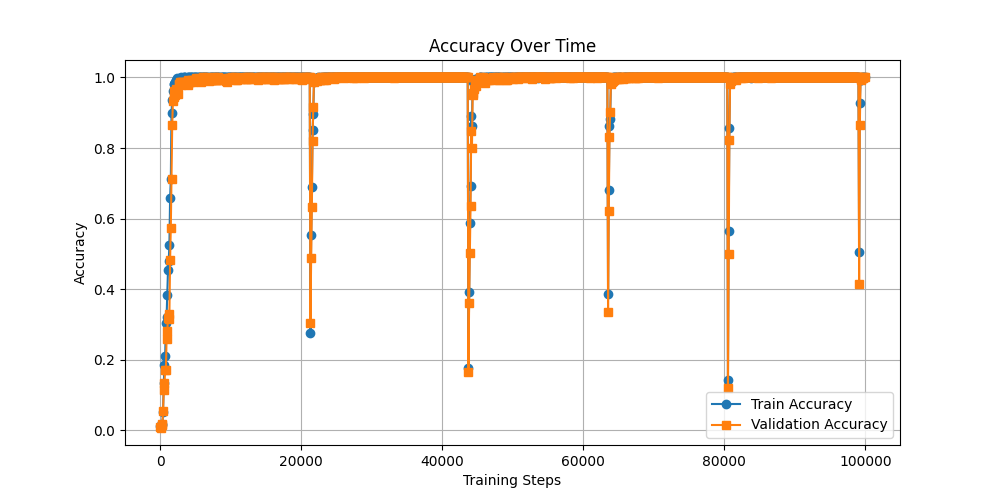 Accuracy Over Time
1.0
0.8
0.6
0.4
0.2
0.0
Accuracy
Train Accuracy
Validation Accuracy
0 20000 40000 60000 80000 100000
Training Steps